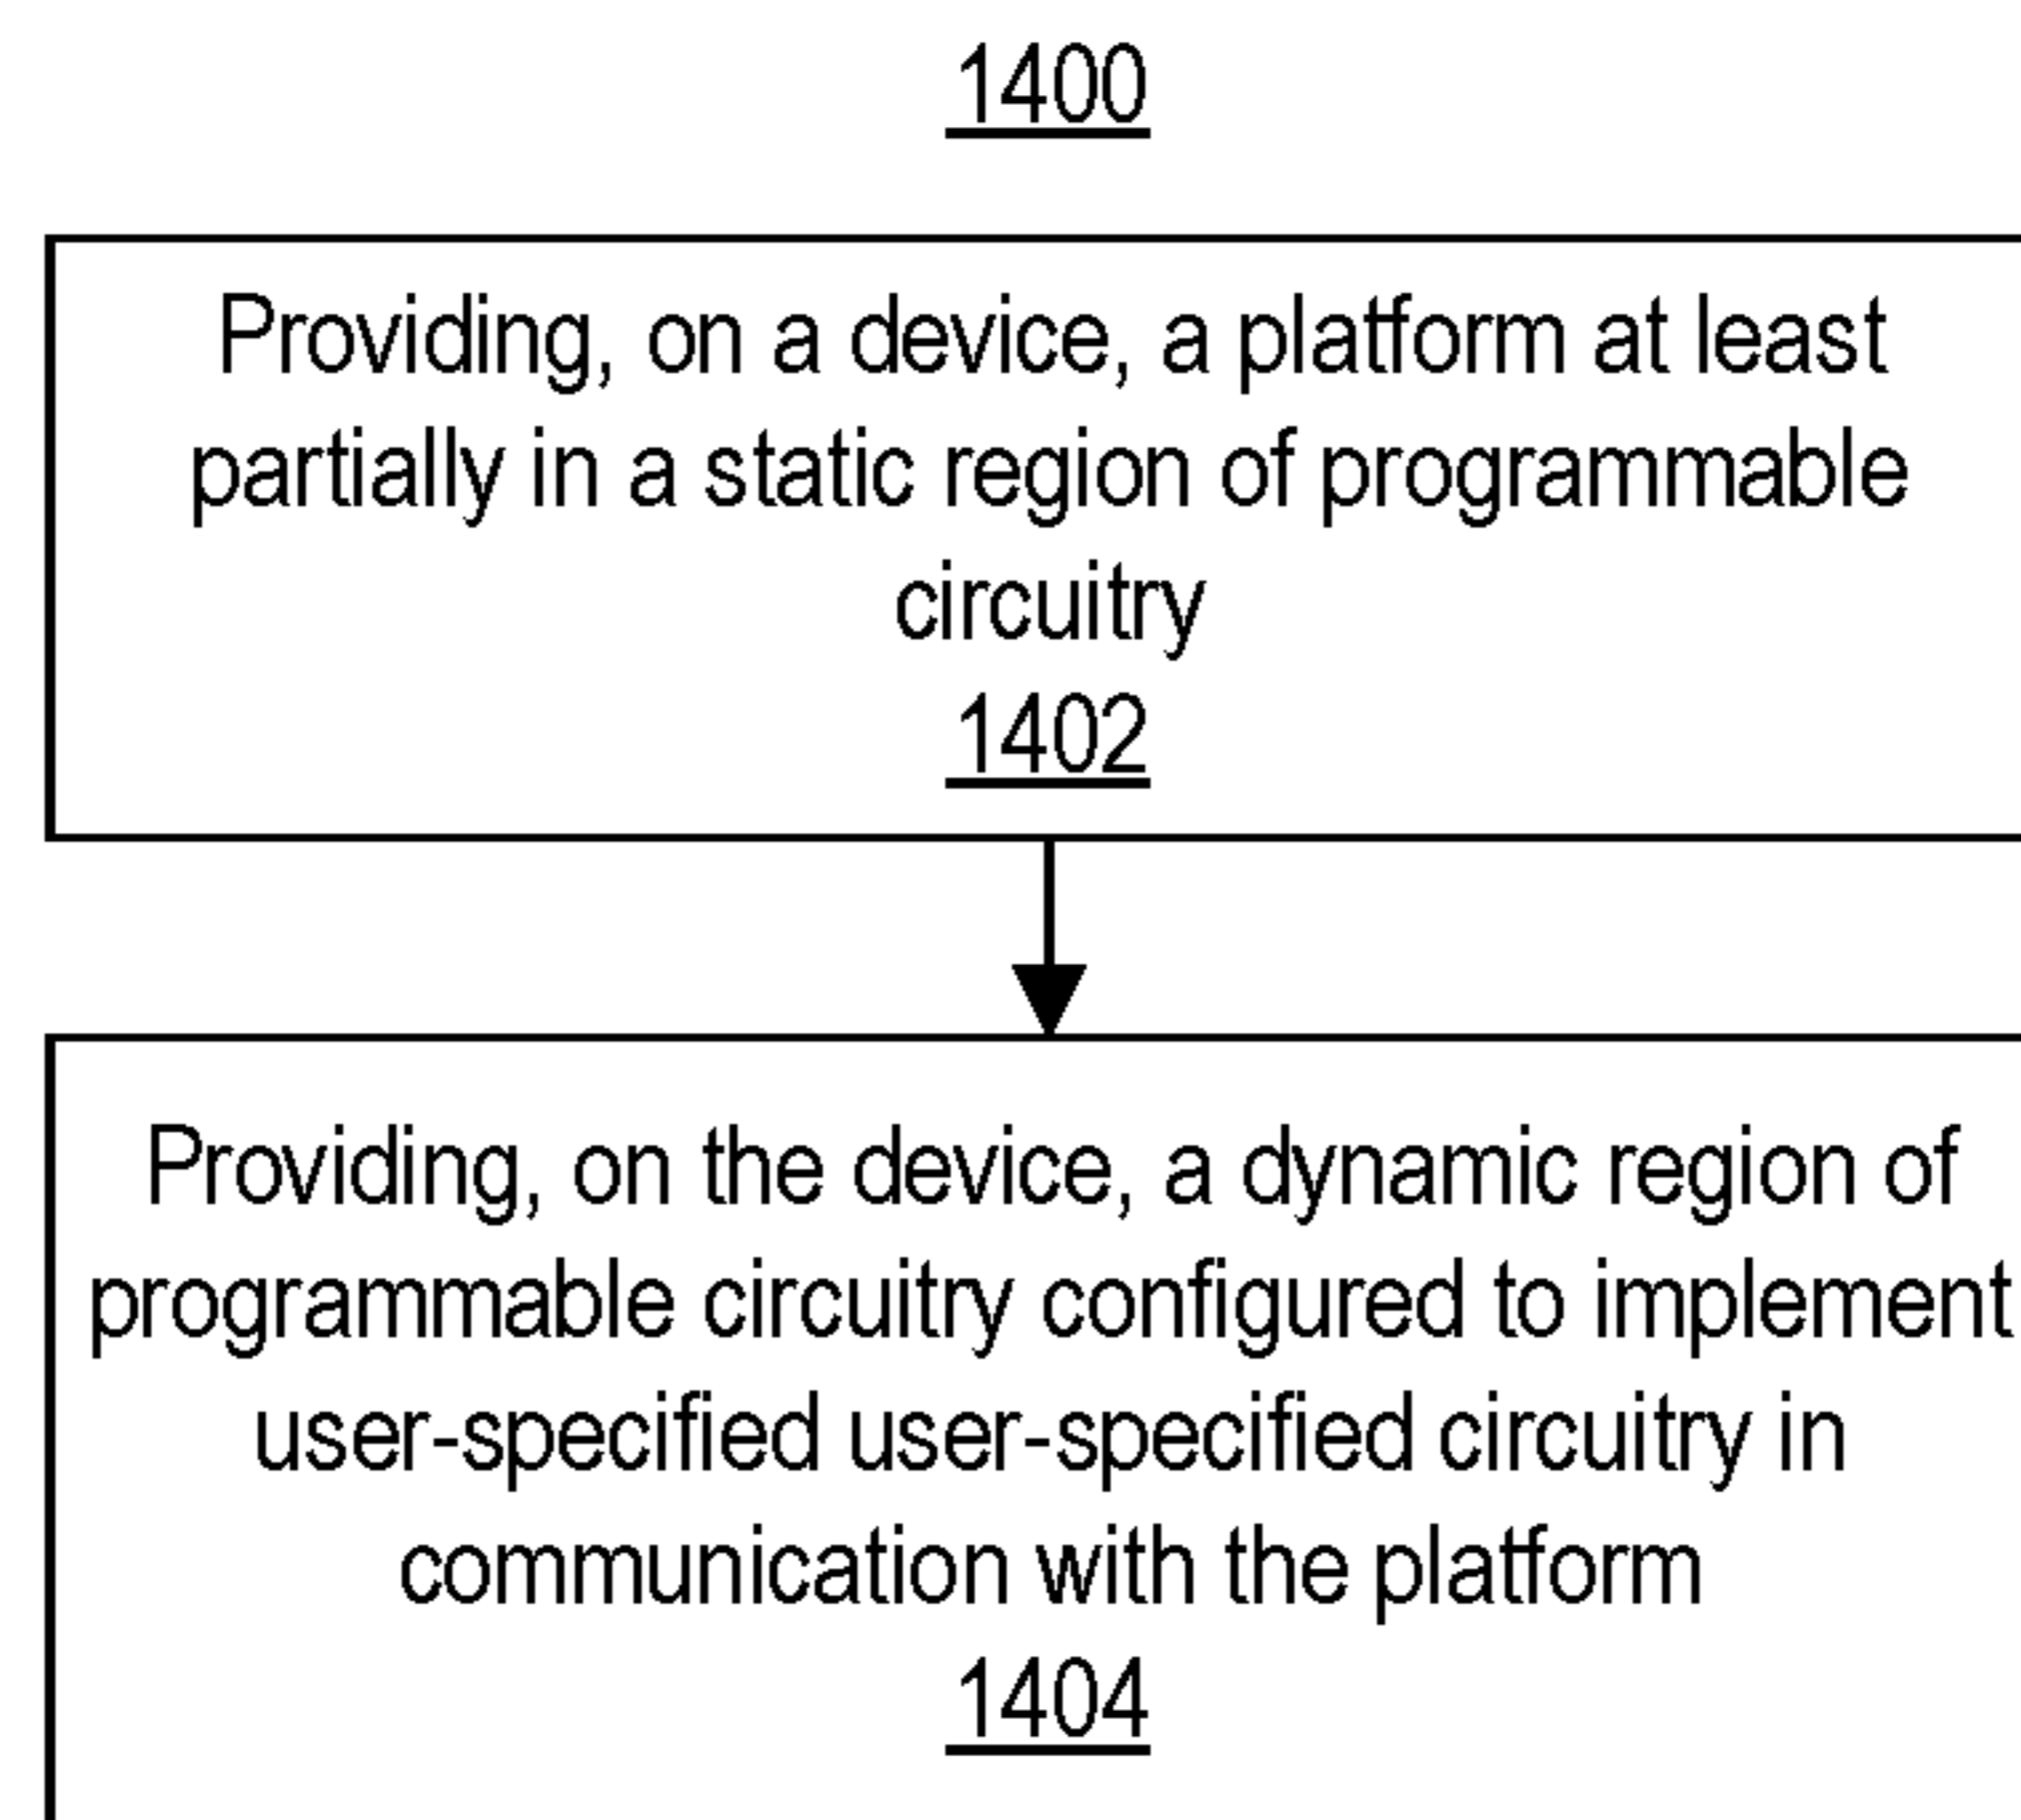 1400
Providing, on a device, a platform at least
partially in a static region of programmable
circuitry
1402
Providing, on the device, a dynamic region of
programmable circuitry configured to implement
user-specified user-specified circuitry in
communication with the platform
1404